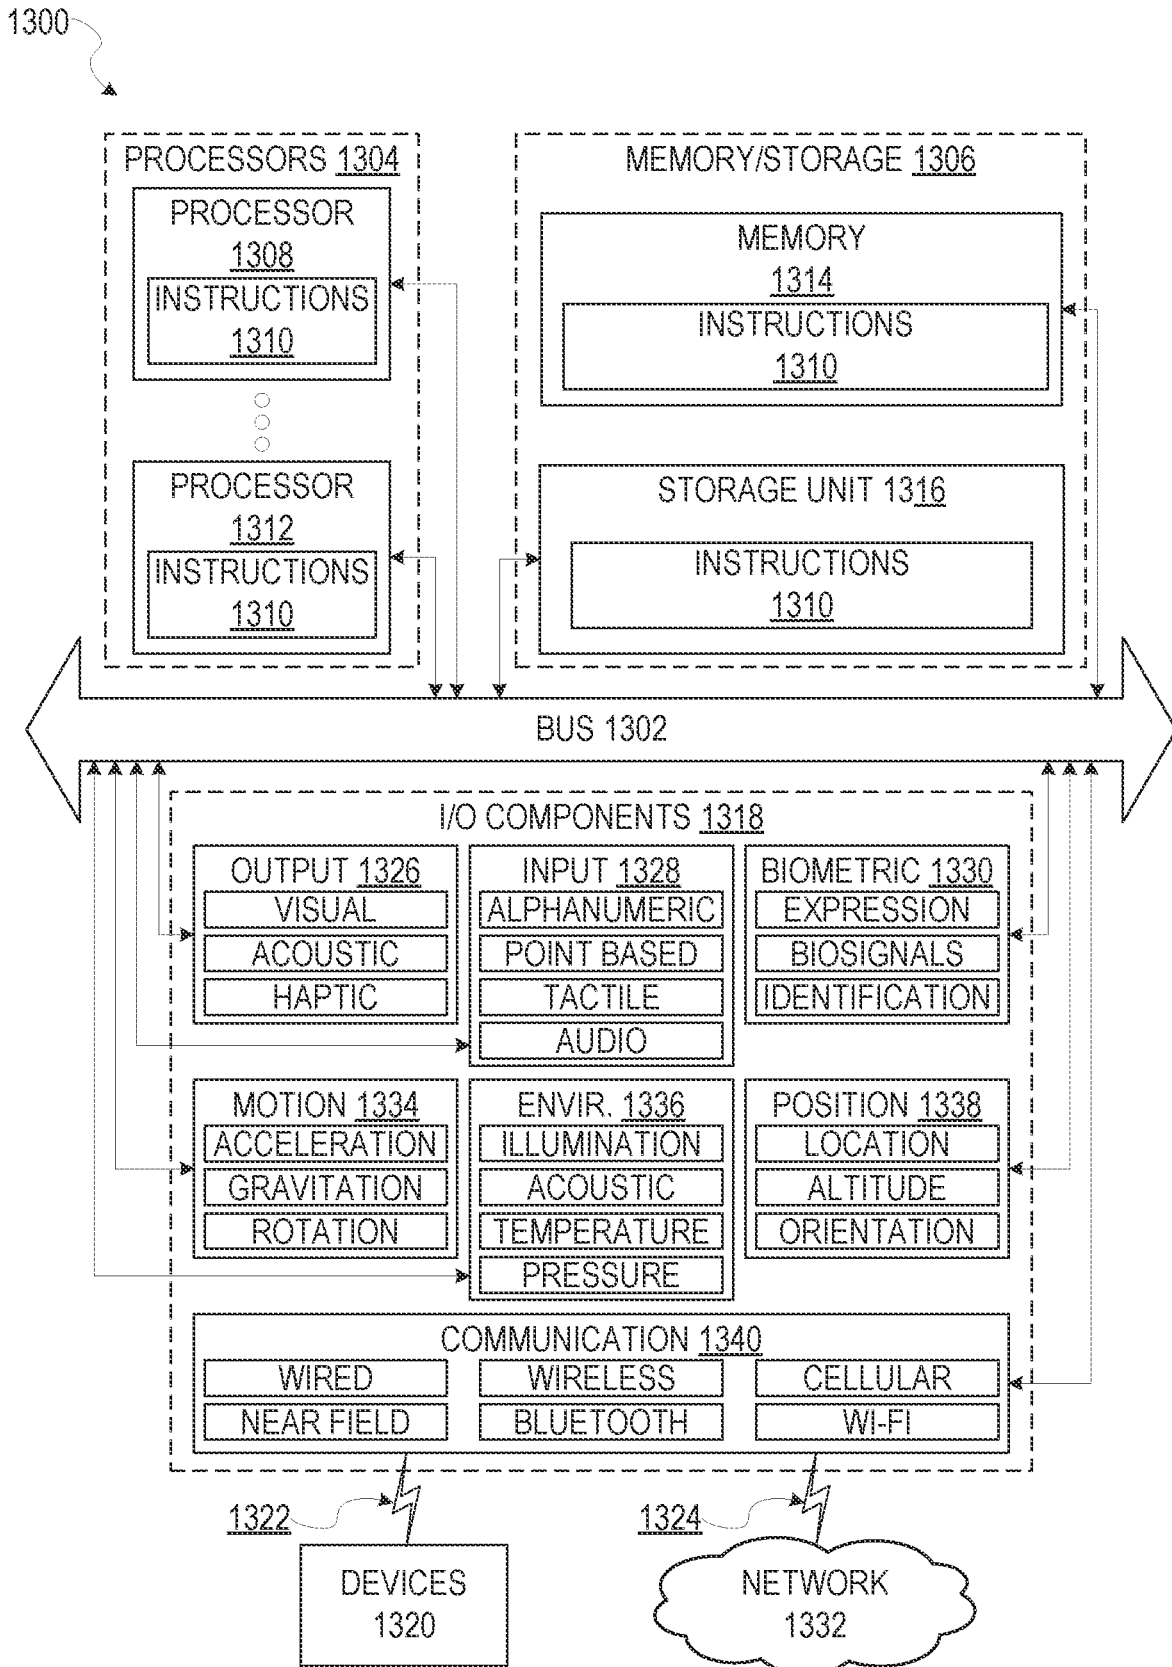 1300
PROCESSORS 1304
PROCESSOR
1308
INSTRUCTIONS
1310
PROCESSOR
1312
INSTRUCTIONS
1310
MEMORY/STORAGE 1306
MEMORY
1314
INSTRUCTIONS
1310
STORAGE UNIT 1316
INSTRUCTIONS
1310
BUS 1302
I/O COMPONENTS 1318
OUTPUT 1326
VISUAL
ACOUSTIC
HAPTIC
INPUT 1328
ALPHANUMERIC
POINT BASED
TACTILE
AUDIO
BIOMETRIC 1330
EXPRESSION
BIOSIGNALS
IDENTIFICATION
MOTION 1334
ACCELERATION
GRAVITATION
ROTATION
ENVIR. 1336
ILLUMINATION
ACOUSTIC
TEMPERATURE
PRESSURE
POSITION 1338
LOCATION
ALTITUDE
ORIENTATION
COMMUNICATION 1340
WIRED
WIRELESS
CELLULAR
NEAR FIELD
BLUETOOTH
WI-FI
1322
1324
DEVICES
1320
NETWORK
1332